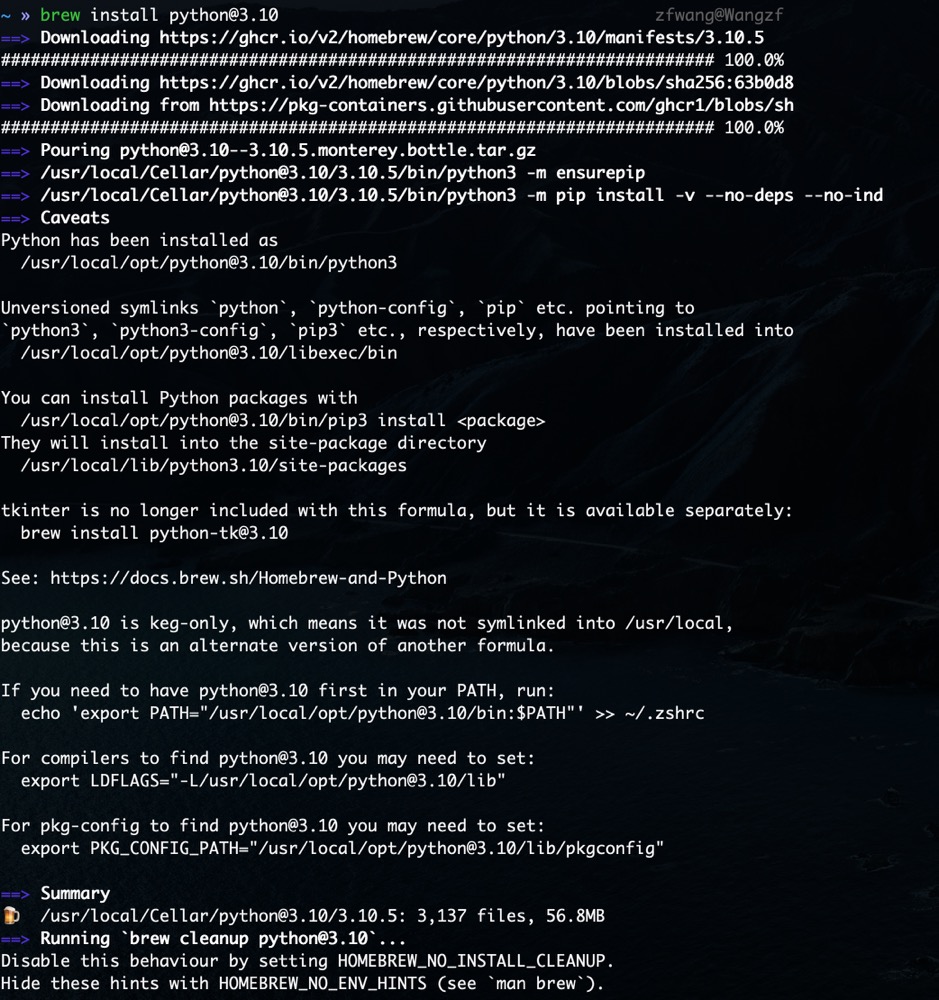 ~ » brew install python@3.10 zfwang@Wangzf
==> Downloading https://ghcr.io/v2/homebrew/core/python/3.10/manifests/3.10.5
######################################################################## 100.0%
==> Downloading https://ghcr.io/v2/homebrew/core/python/3.10/blobs/sha256:63b0d8
==> Downloading from https://pkg-containers.githubusercontent.com/ghcr1/blobs/sh
######################################################################## 100.0%
==> Pouring python@3.10--3.10.5.monterey.bottle.tar.gz
==> /usr/local/Cellar/python@3.10/3.10.5/bin/python3 -m ensurepip
==> /usr/local/Cellar/python@3.10/3.10.5/bin/python3 -m pip install -v --no-deps --no-ind
==> Caveats
Python has been installed as
  /usr/local/opt/python@3.10/bin/python3

Unversioned symlinks `python`, `python-config`, `pip` etc. pointing to
`python3`, `python3-config`, `pip3` etc., respectively, have been installed into
  /usr/local/opt/python@3.10/libexec/bin

You can install Python packages with
  /usr/local/opt/python@3.10/bin/pip3 install <package>
They will install into the site-package directory
  /usr/local/lib/python3.10/site-packages

tkinter is no longer included with this formula, but it is available separately:
  brew install python-tk@3.10

See: https://docs.brew.sh/Homebrew-and-Python

python@3.10 is keg-only, which means it was not symlinked into /usr/local,
because this is an alternate version of another formula.

If you need to have python@3.10 first in your PATH, run:
  echo 'export PATH="/usr/local/opt/python@3.10/bin:$PATH"' >> ~/.zshrc

For compilers to find python@3.10 you may need to set:
  export LDFLAGS="-L/usr/local/opt/python@3.10/lib"

For pkg-config to find python@3.10 you may need to set:
  export PKG_CONFIG_PATH="/usr/local/opt/python@3.10/lib/pkgconfig"

==> Summary
🍺  /usr/local/Cellar/python@3.10/3.10.5: 3,137 files, 56.8MB
==> Running `brew cleanup python@3.10`...
Disable this behaviour by setting HOMEBREW_NO_INSTALL_CLEANUP.
Hide these hints with HOMEBREW_NO_ENV_HINTS (see `man brew`).